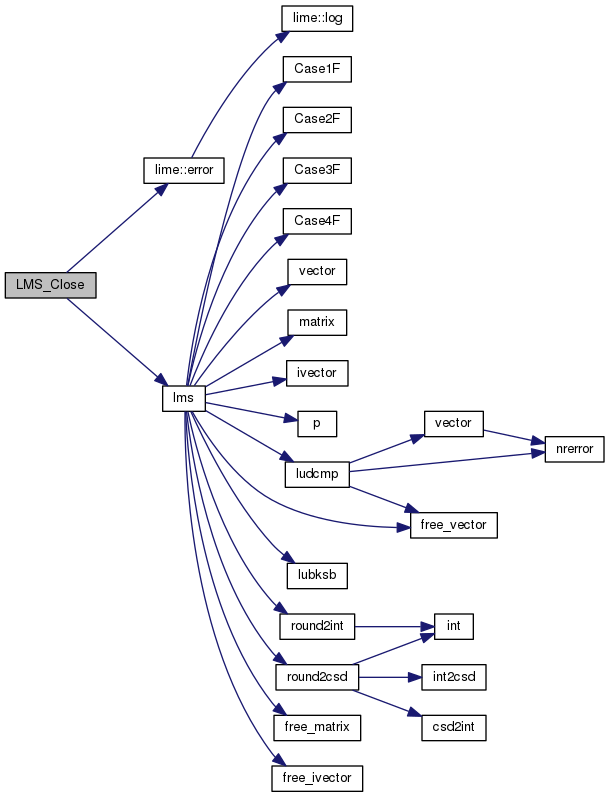 lime::log
Case1F
Case2F
lime::error
Case3F
Case4F
vector
LMS_Close
matrix
ivector
lms
p
vector
ludcmp
nrerror
free_vector
lubksb
round2int
int
round2csd
int2csd
free_matrix
csd2int
free_ivector